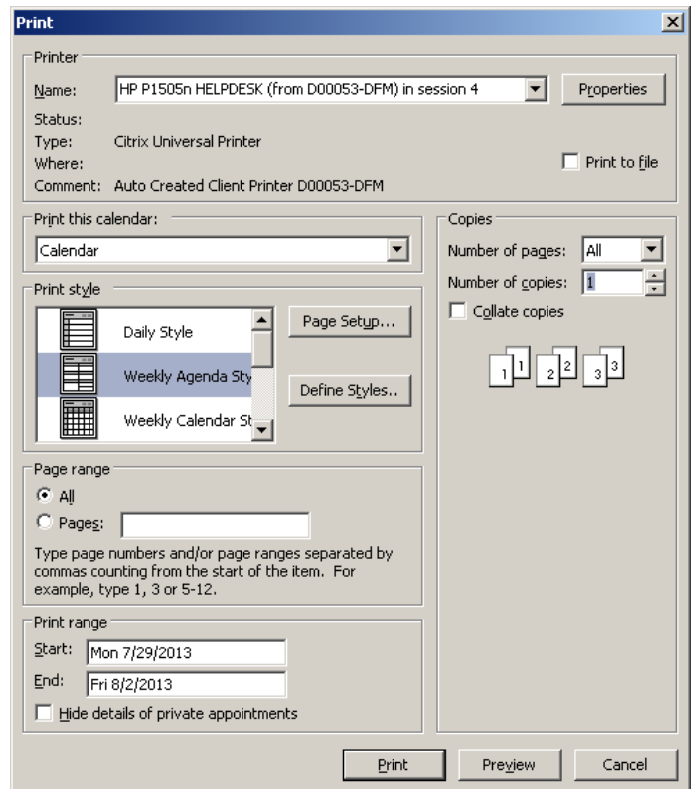 Print
Printer
Name: HP P1505n HELPDESK (from D00053-DFM) in session 4 Properties
Status:
Type: Citrix Universal Printer
Where: Print to file
Comment: Auto Created Client Printer D00053-DFM
Print this calendar:
Calendar
Print style
Daily Style
Weekly Agenda Sty
Weekly Calendar St
Page Setup...
Define Styles..
Page range
All
Pages:
Type page numbers and/or page ranges separated by
commas counting from the start of the item. For
example, type 1, 3 or 5-12.
Print range
Start: Mon 7/29/2013
End: Fri 8/2/2013
Hide details of private appointments
Copies
Number of pages: All
Number of copies: 1
Collate copies
1 1 2 2 3 3
Print Preview Cancel